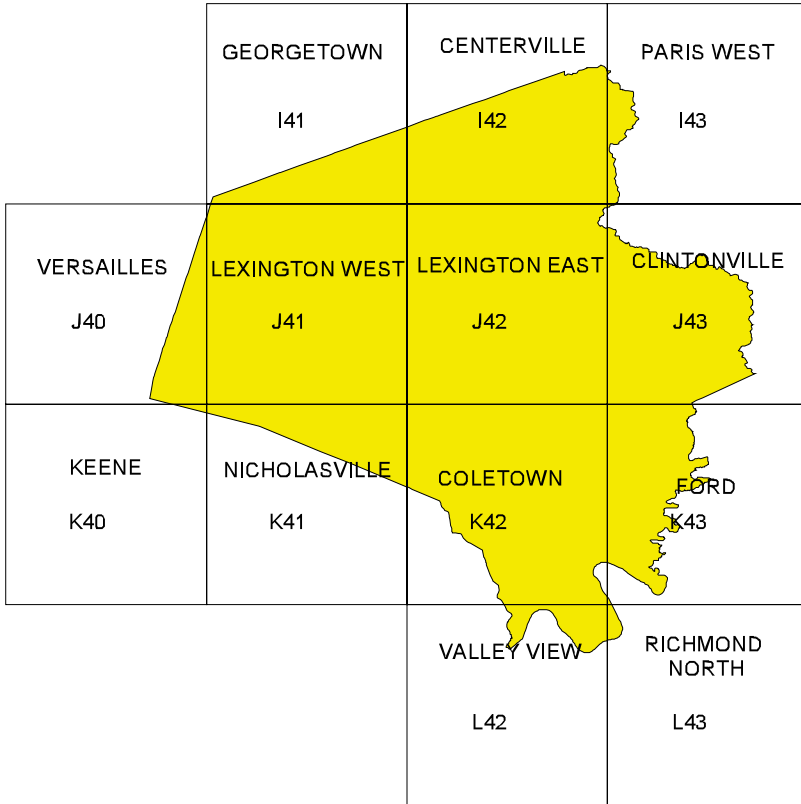 GEORGETOWN
I41
CENTERVILLE
I42
PARIS WEST
I43
VERSAILLES
J40
LEXINGTON WEST
J41
LEXINGTON EAST
J42
CLINTONVILLE
J43
KEENE
K40
NICHOLASVILLE
K41
COLETOWN
K42
FORD
K43
VALLEY VIEW
L42
RICHMOND
NORTH
L43